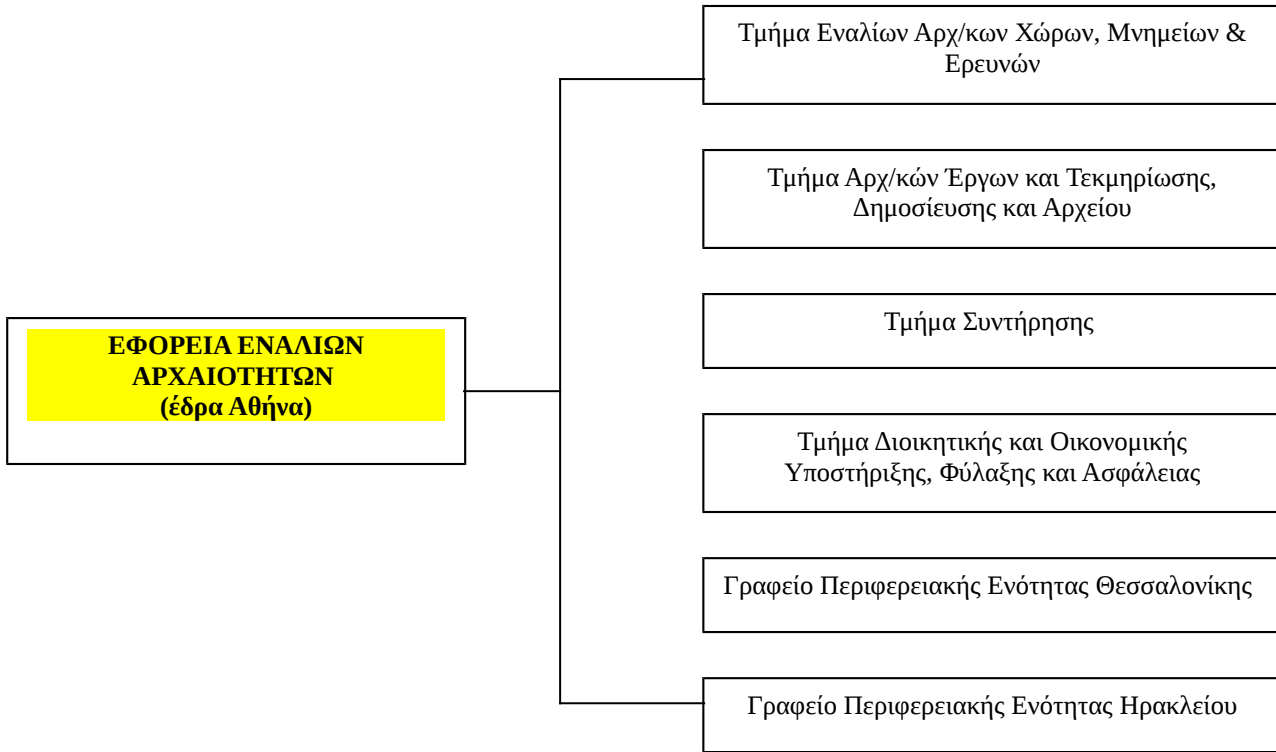 Τμήμα Εναλίων Αρχ/κων Χώρων, Μνημείων &
Ερευνών
Τμήμα Αρχ/κών Έργων και Τεκμηρίωσης,
Δημοσίευσης και Αρχείου
Τμήμα Συντήρησης
ΕΦΟΡΕΙΑ ΕΝΑΛΙΩΝ
ΑΡΧΑΙΟΤΗΤΩΝ
(έδρα Αθήνα)
Τμήμα Διοικητικής και Οικονομικής
Υποστήριξης, Φύλαξης και Ασφάλειας
Γραφείο Περιφερειακής Ενότητας Θεσσαλονίκης
Γραφείο Περιφερειακής Ενότητας Ηρακλείου